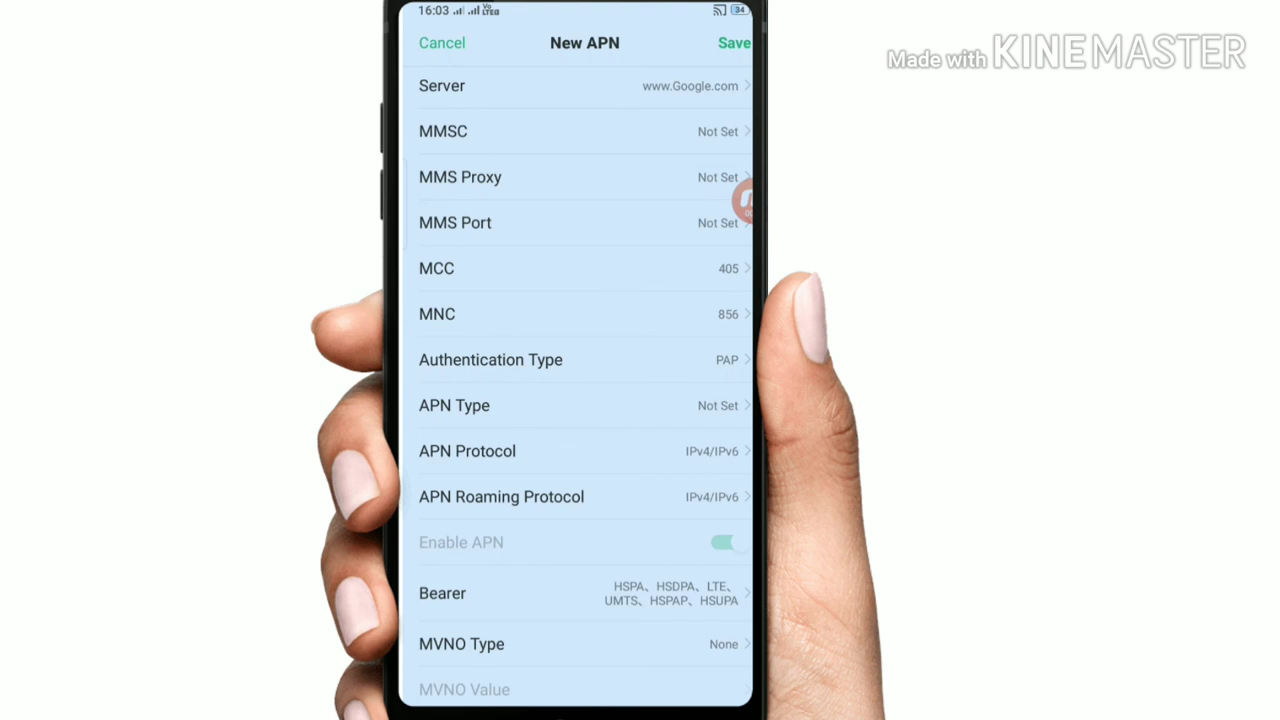 16:03 Vo LTE 34
Made with KINEMASTER
Cancel New APN Save
Server www.Google.com
MMSC Not Set
MMS Proxy Not Set
MMS Port Not Set
MCC 405
MNC 856
Authentication Type PAP
APN Type Not Set
APN Protocol IPv4/IPv6
APN Roaming Protocol IPv4/IPv6
Enable APN
Bearer HSPA、HSDPA、LTE、
UMTS、HSPAP、HSUPA
MVNO Type None
MVNO Value